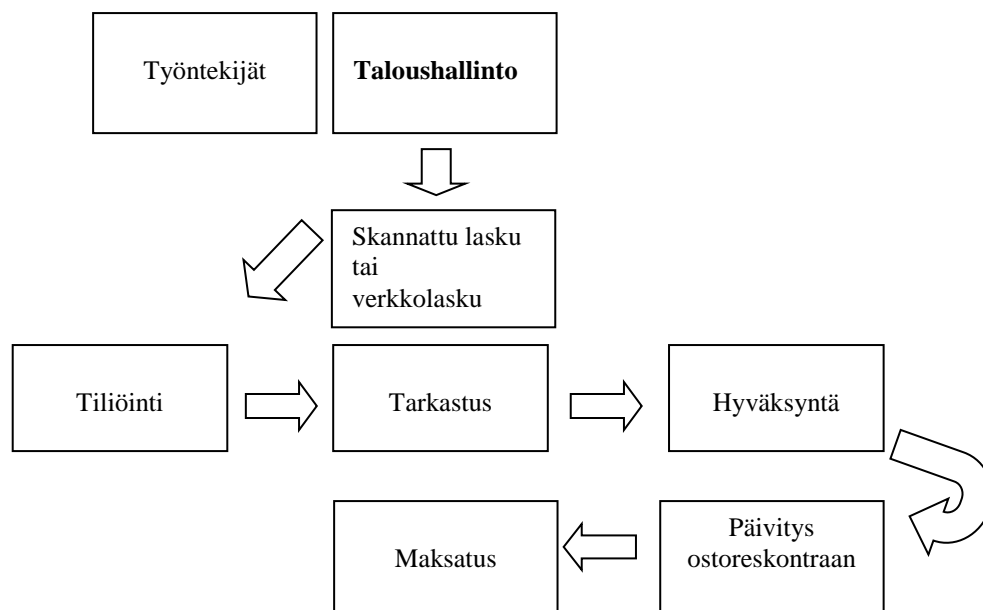 Työntekijät
Taloushallinto
Skannattu lasku
tai
verkkolasku
Tiliöinti
Tarkastus
Hyväksyntä
Maksatus
Päivitys
ostoreskontraan